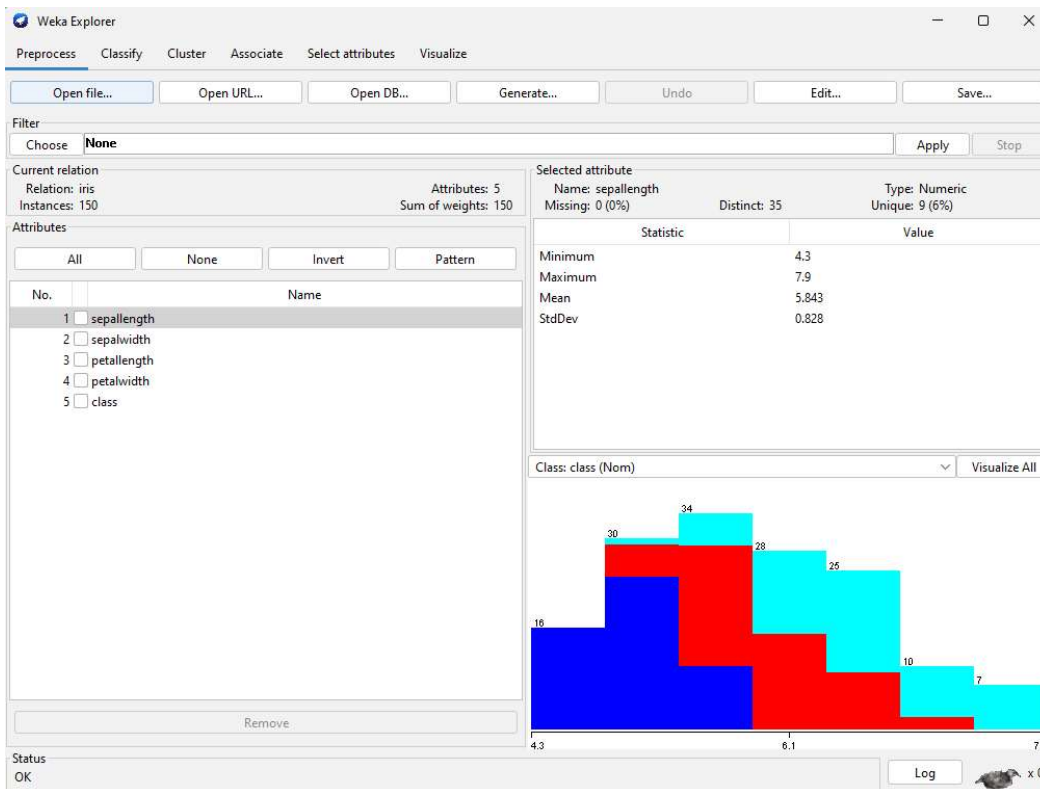 Weka Explorer
Preprocess Classify Cluster Associate Select attributes Visualize
Open file... Open URL... Open DB... Generate... Undo Edit... Save...
Filter
Choose None Apply Stop
Current relation
Relation: iris Attributes: 5
Instances: 150 Sum of weights: 150
Selected attribute
Name: sepallength Type: Numeric
Missing: 0 (0%) Distinct: 35 Unique: 9 (6%)
Attributes
All None Invert Pattern
No. Name
1 sepallength
2 sepalwidth
3 petallength
4 petalwidth
5 class
Remove
Statistic Value
Minimum 4.3
Maximum 7.9
Mean 5.843
StdDev 0.828
Class: class (Nom) Visualize All
16 30 34 28 25 10 7
4.3 6.1 7
Status
OK
Log x 0